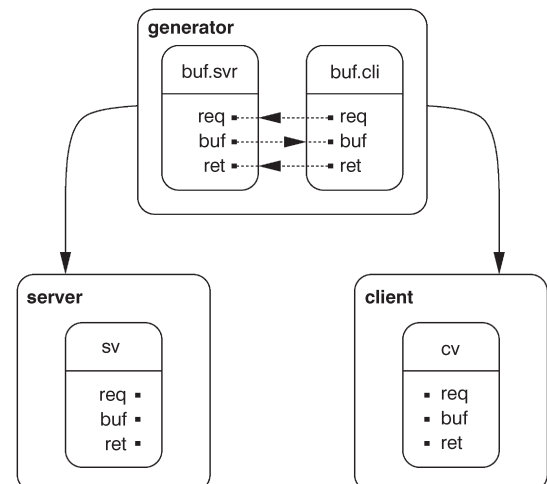 generator
buf.svr
buf.cli
req
req
buf
buf
ret
ret
server
client
sv
cv
req
req
buf
buf
ret
ret